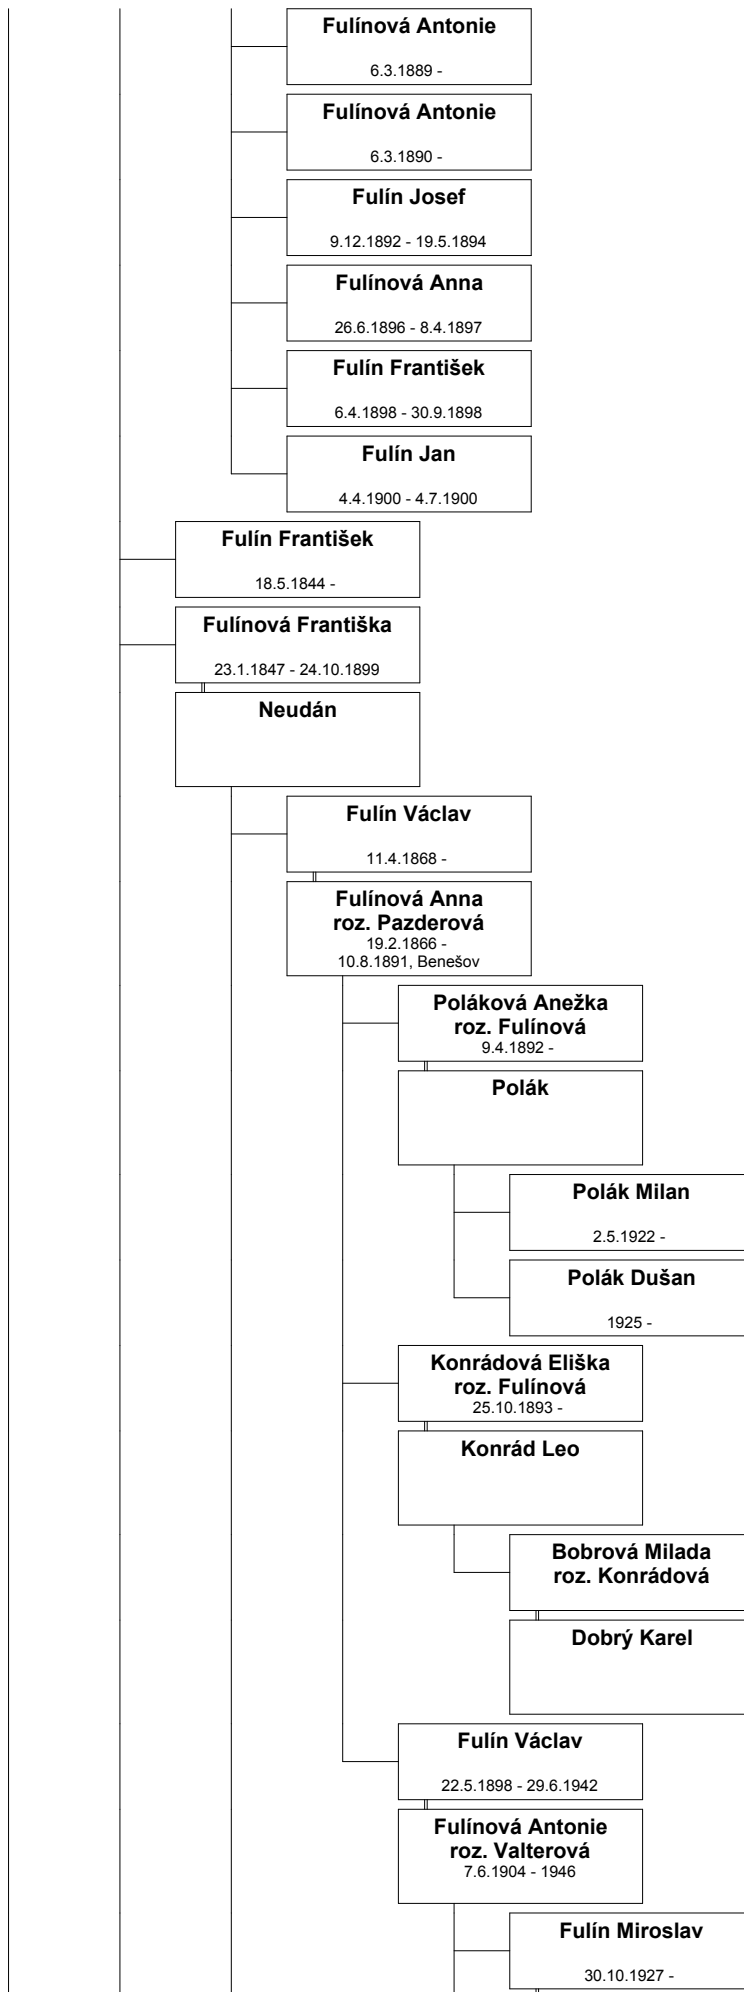 Fulínová Antonie
6.3.1889 -
Fulínová Antonie
6.3.1890 -
Fulín Josef
9.12.1892 - 19.5.1894
Fulínová Anna
26.6.1896 - 8.4.1897
Fulín František
6.4.1898 - 30.9.1898
Fulín Jan
4.4.1900 - 4.7.1900
Fulín František
18.5.1844 -
Fulínová Františka
23.1.1847 - 24.10.1899
Neudán
Fulín Václav
11.4.1868 -
Fulínová Anna
roz. Pazderová
19.2.1866 -
10.8.1891, Benešov
Poláková Anežka
roz. Fulínová
9.4.1892 -
Polák
Polák Milan
2.5.1922 -
Polák Dušan
1925 -
Konrádová Eliška
roz. Fulínová
25.10.1893 -
Konrád Leo
Bobrová Milada
roz. Konrádová
Dobrý Karel
Fulín Václav
22.5.1898 - 29.6.1942
Fulínová Antonie
roz. Valterová
7.6.1904 - 1946
Fulín Miroslav
30.10.1927 -